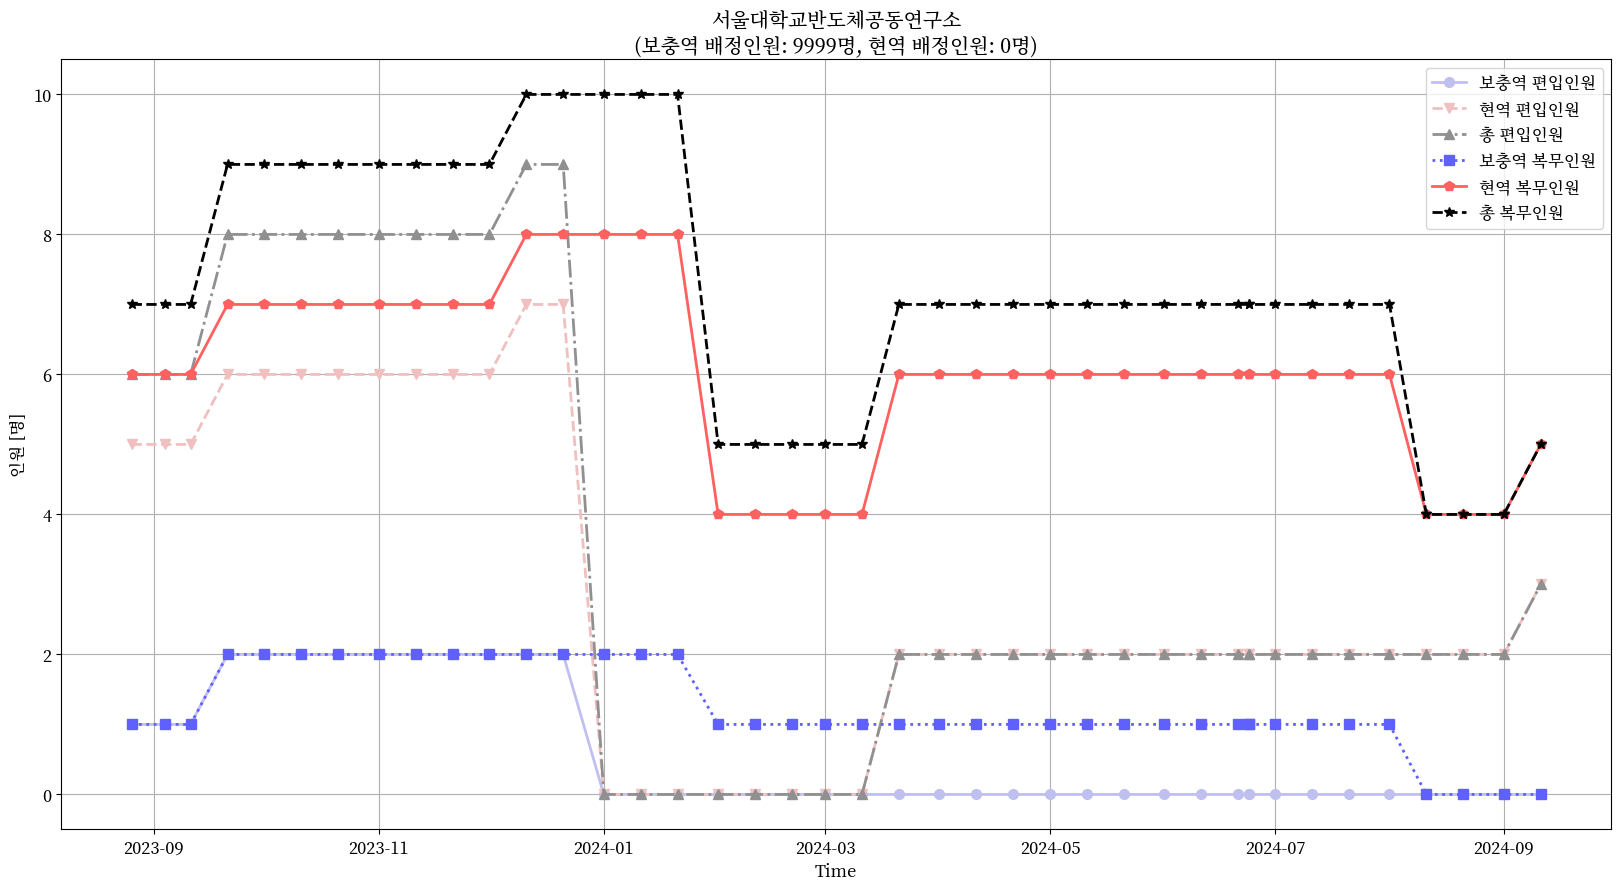 서울대학교반도체공동연구소
(보충역 배정인원: 9999명, 현역 배정인원: 0명)
보충역 편입인원
현역 편입인원
총 편입인원
보충역 복무인원
현역 복무인원
총 복무인원
인원 [명]
10
8
6
4
2
0
2023-09
2023-11
2024-01
2024-03
2024-05
2024-07
2024-09
Time